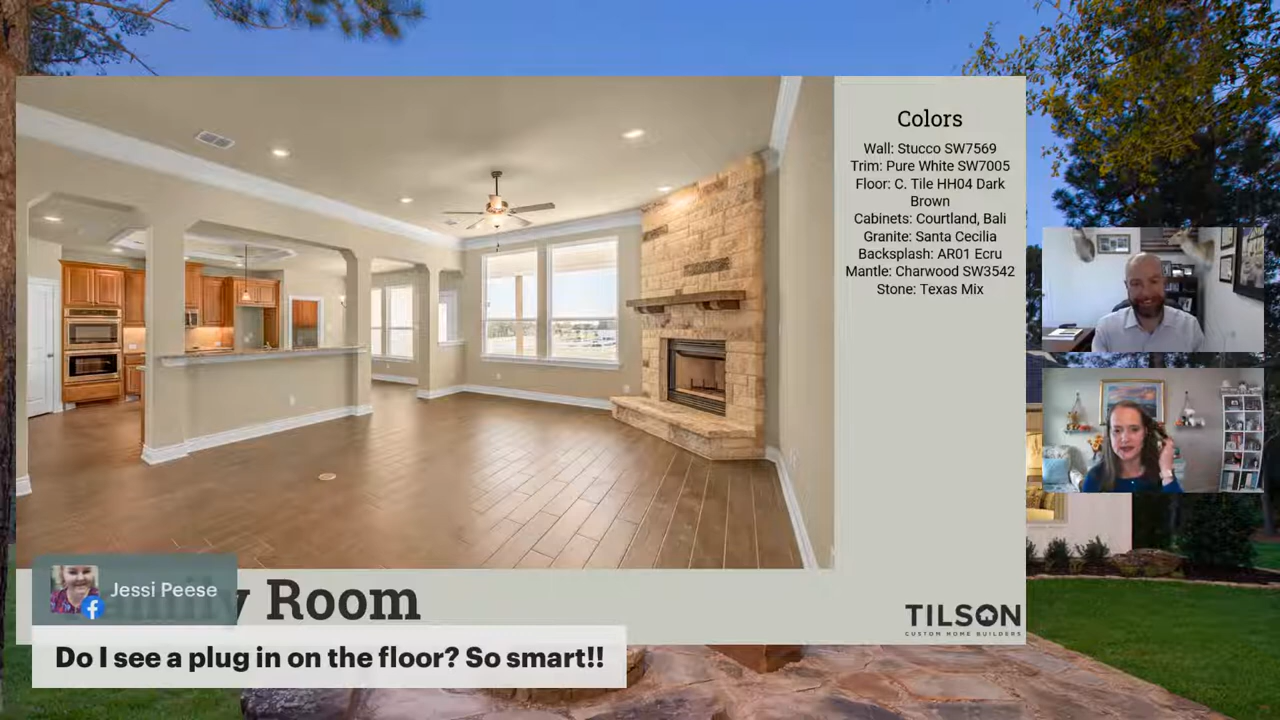 Colors
Wall: Stucco SW7569
Trim: Pure White SW7005
Floor: C. Tile HH04 Dark
Brown
Cabinets: Courtland, Bali
Granite: Santa Cecilia
Backsplash: AR01 Ecru
Mantle: Charwood SW3542
Stone: Texas Mix
Family Room
TILSON
CUSTOM HOME BUILDERS
Jessi Peese
Do I see a plug in on the floor? So smart!!